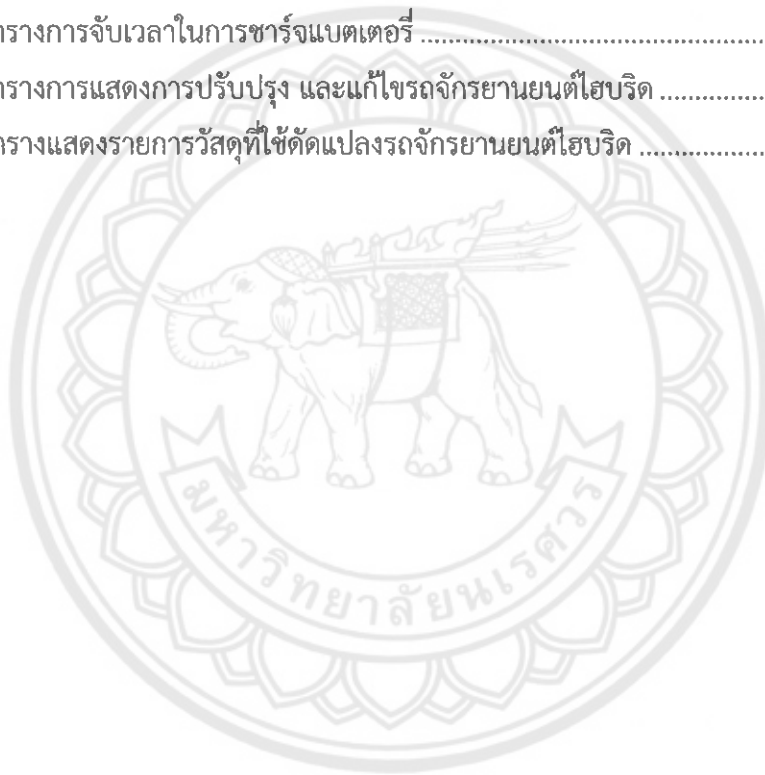 ตารางการจับเวลาในการชาร์จแบตเตอรี่ ................................................
ตารางการแสดงการปรับปรุง และแก้ไขรถจักรยานยนต์ไฮบริด ................
ตารางแสดงรายการวัสดุที่ใช้ดัดแปลงรถจักรยานยนต์ไฮบริด ...................
มหาวิทยาลัยนเรศวร